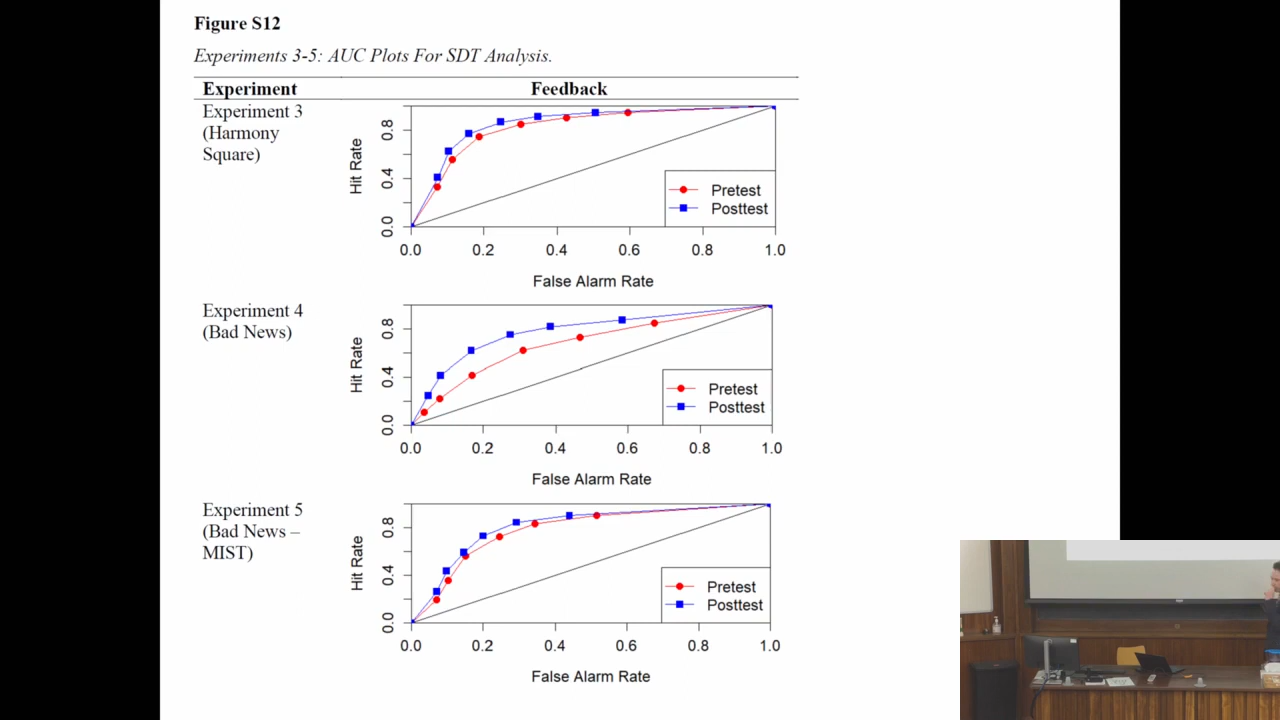 Figure S12
Experiments 3-5: AUC Plots For SDT Analysis.
Experiment Feedback
Experiment 3
(Harmony
Square)
Hit Rate
0.8
0.4
0.0
Pretest
Posttest
0.0 0.2 0.4 0.6 0.8 1.0
False Alarm Rate
Experiment 4
(Bad News)
Hit Rate
0.8
0.4
0.0
Pretest
Posttest
0.0 0.2 0.4 0.6 0.8 1.0
False Alarm Rate
Experiment 5
(Bad News –
MIST)
Hit Rate
0.8
0.4
0.0
Pretest
Posttest
0.0 0.2 0.4 0.6 0.8 1.0
False Alarm Rate